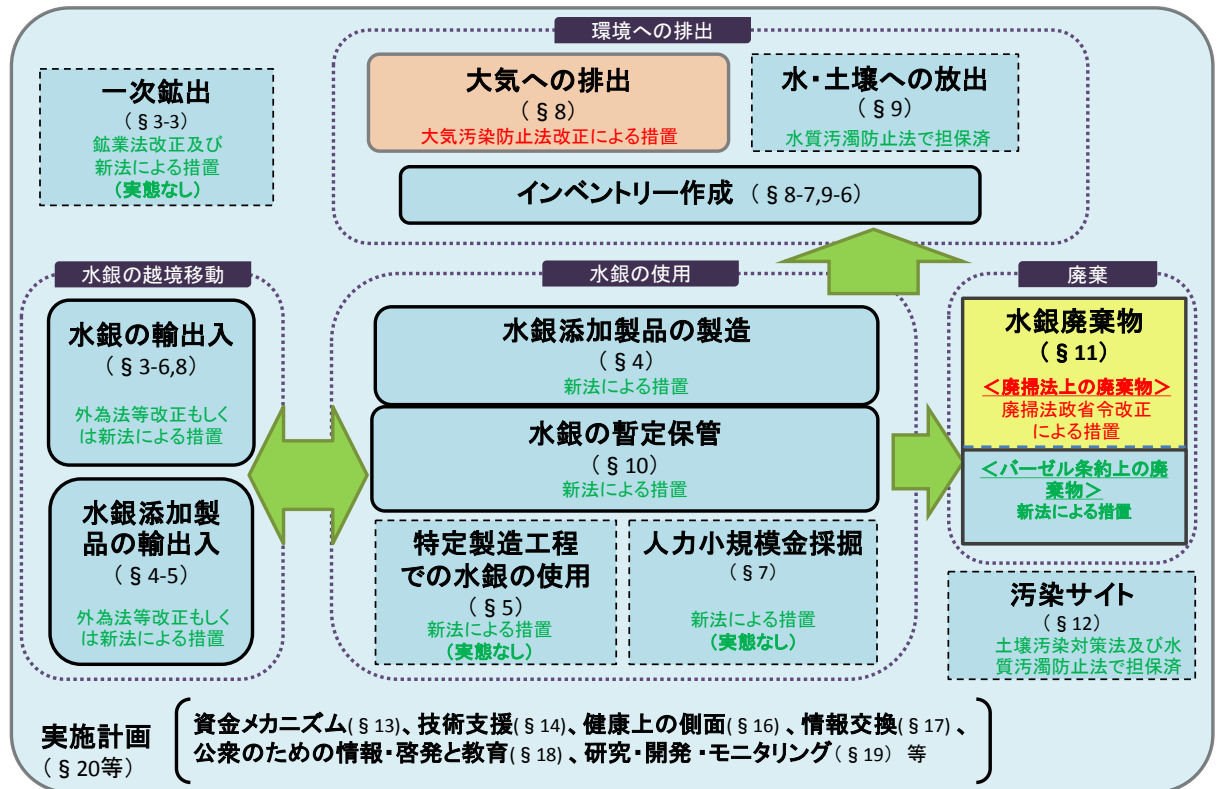 環境への排出
一次鉱出
(§3-3)
鉱業法改正及び
新法による措置
(実態なし)
大気への排出
(§8)
大気汚染防止法改正による措置
水・土壌への放出
(§9)
水質汚濁防止法で担保済
インベントリー作成 (§8-7,9-6)
水銀の越境移動
水銀の輸出入
(§3-6,8)
外為法等改正もしく
は新法による措置
水銀添加製
品の輸出入
(§4-5)
外為法等改正もしく
は新法による措置
水銀の使用
水銀添加製品の製造
(§4)
新法による措置
水銀の暫定保管
(§10)
新法による措置
特定製造工程
での水銀の使用
(§5)
新法による措置
(実態なし)
人力小規模金採掘
(§7)
新法による措置
(実態なし)
廃棄
水銀廃棄物
(§11)
<廃掃法上の廃棄物>
廃掃法政省令改正
による措置
<バーゼル条約上の廃
棄物>
新法による措置
汚染サイト
(§12)
土壌汚染対策法及び水
質汚濁防止法で担保済
実施計画
(§20等)
資金メカニズム(§13)、技術支援(§14)、健康上の側面(§16)、情報交換(§17)、
公衆のための情報・啓発と教育(§18)、研究・開発・モニタリング(§19) 等